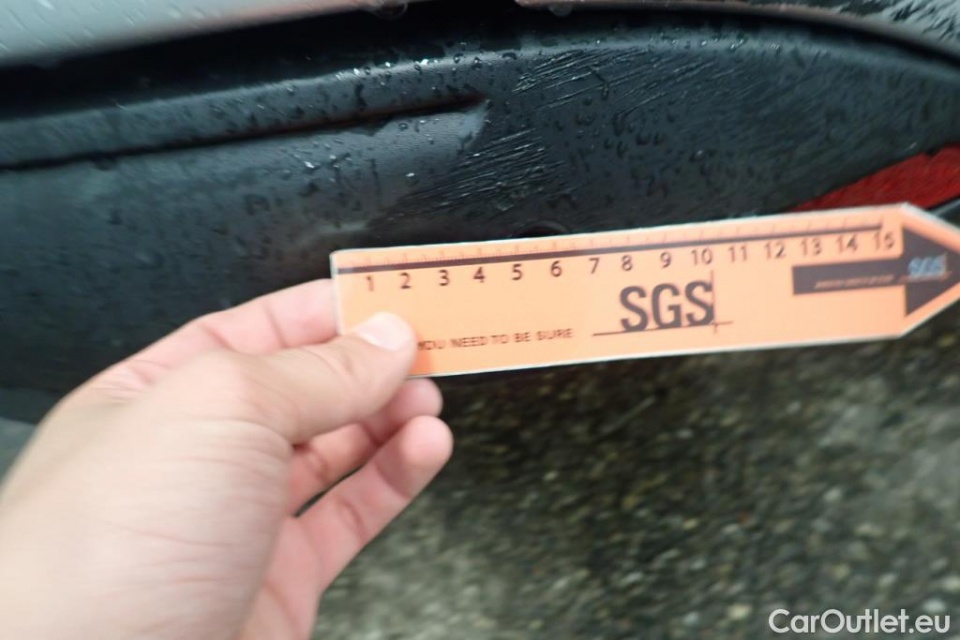 1 2 3 4 5 6 7 8 9 10 11 12 13 14 15
SGS
SGS
YOU NEED TO BE SURE
CarOutlet.eu